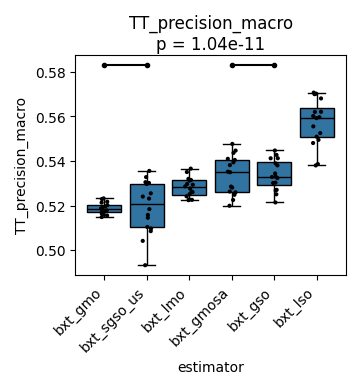 TT_precision_macro
p = 1.04e-11
0.58
0.56
0.54
0.52
0.50
TT_precision_macro
bxt_gmo
bxt_sgso_us
bxt_lmo
bxt_gmosa
bxt_gso
bxt_lso
estimator